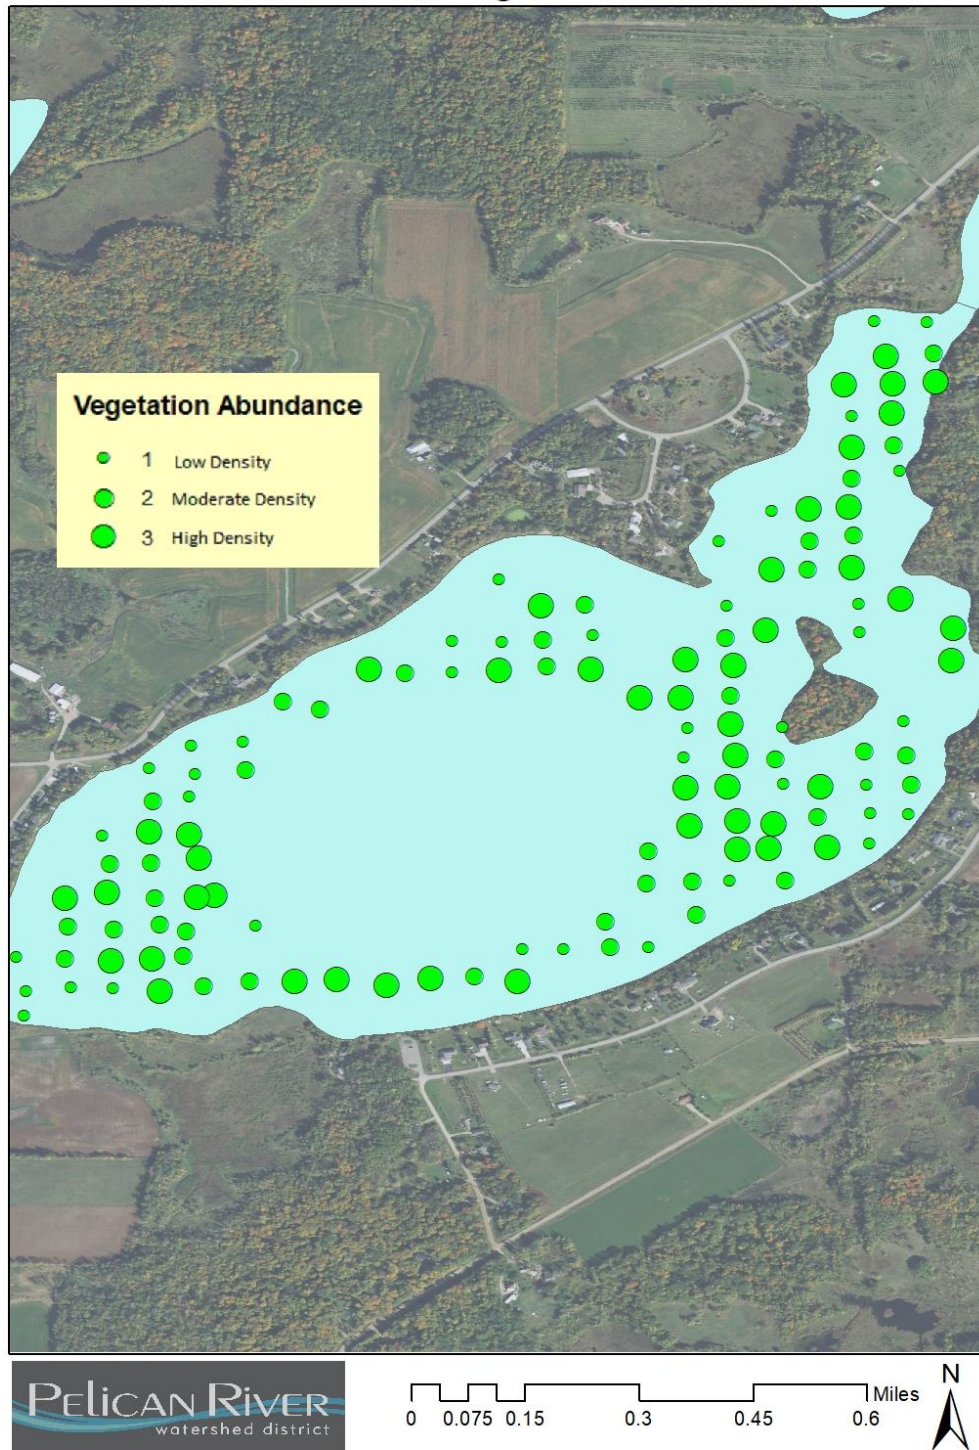 Vegetation Abundance
1 Low Density
2 Moderate Density
3 High Density
PELICAN RIVER
watershed district
Miles
0 0.075 0.15 0.3 0.45 0.6
N